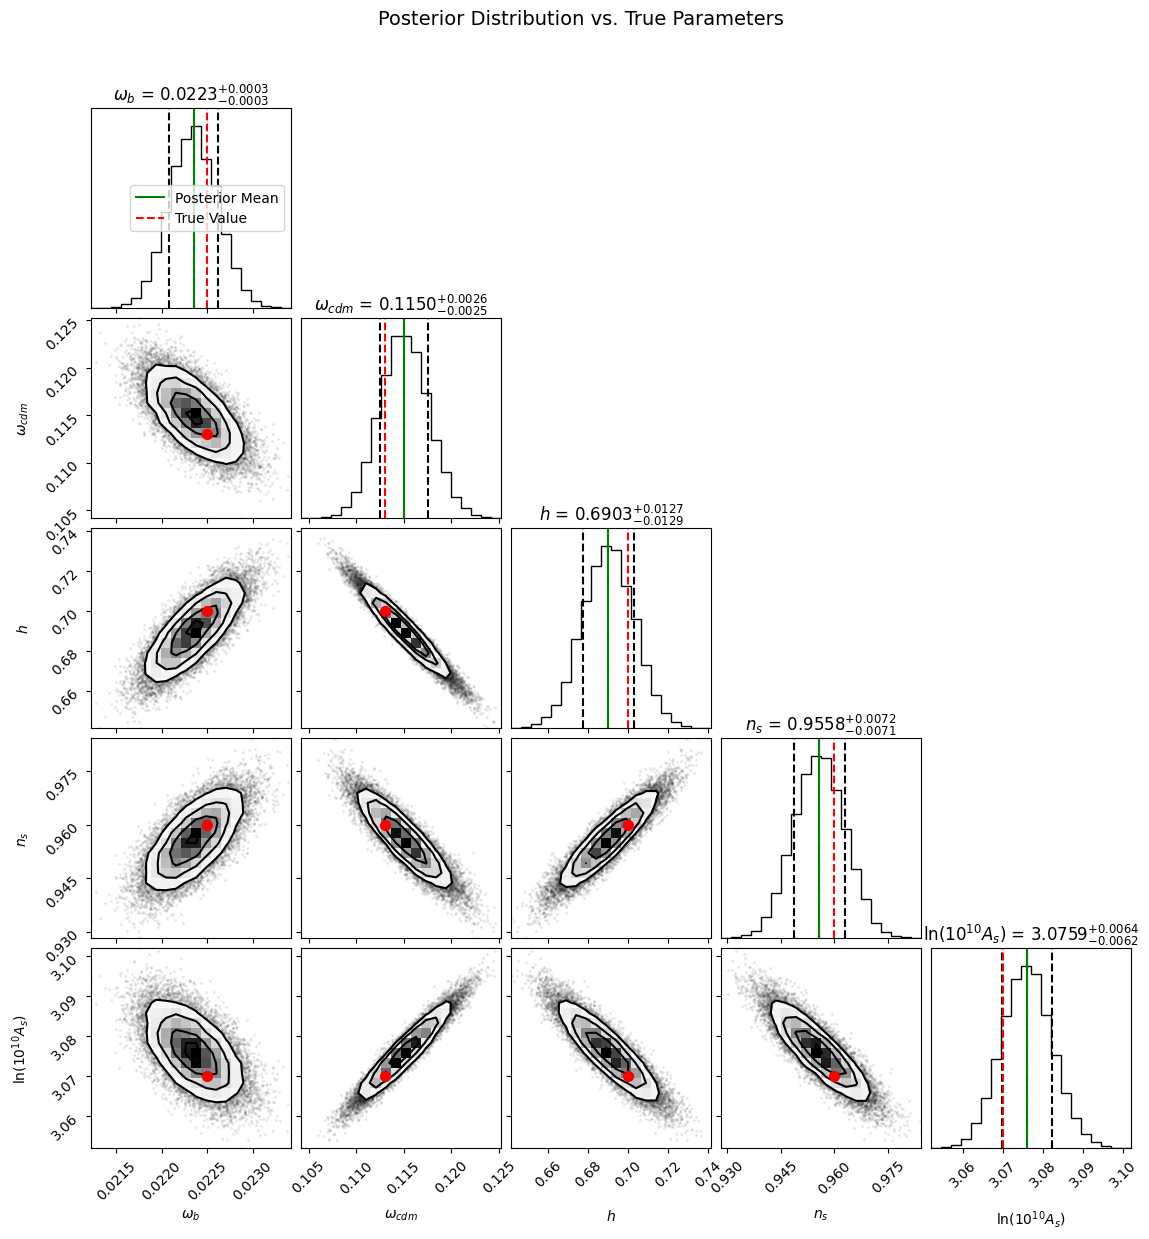 Posterior Distribution vs. True Parameters
ω_b = 0.0223^{+0.0003}_{-0.0003}
Posterior Mean
True Value
ω_{cdm} = 0.1150^{+0.0026}_{-0.0025}
0.125
0.120
0.115
0.110
0.105
ω_{cdm}
h = 0.6903^{+0.0127}_{-0.0129}
0.74
0.72
0.70
0.68
0.66
h
n_s = 0.9558^{+0.0072}_{-0.0071}
0.975
0.960
0.945
0.930
n_s
ln(10^{10}A_s) = 3.0759^{+0.0064}_{-0.0062}
3.10
3.09
3.08
3.07
3.06
ln(10^{10}A_s)
0.0215 0.0220 0.0225 0.0230
ω_b
0.105 0.110 0.115 0.120 0.125
ω_{cdm}
0.66 0.68 0.70 0.72 0.74
h
0.930 0.945 0.960 0.975
n_s
3.06 3.07 3.08 3.09 3.10
ln(10^{10}A_s)